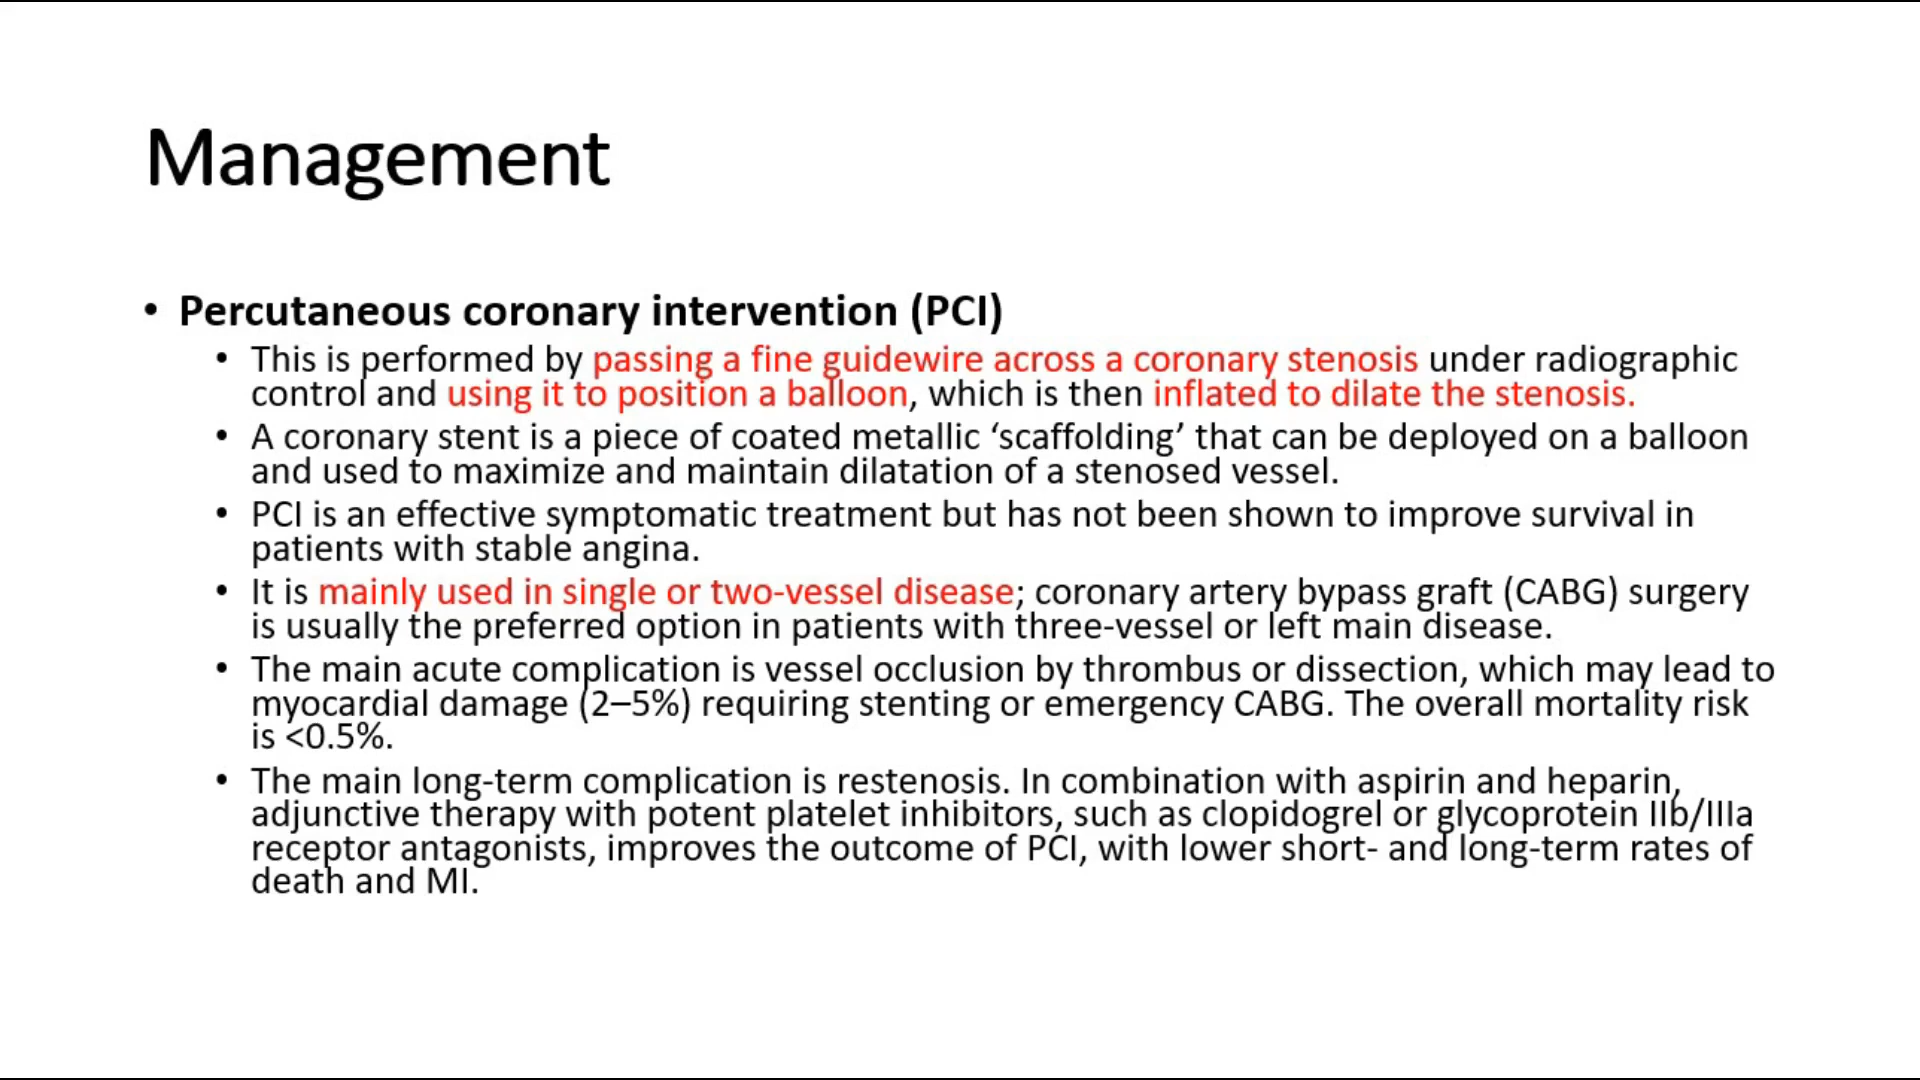 Management
• Percutaneous coronary intervention (PCI)
• This is performed by passing a fine guidewire across a coronary stenosis under radiographic
control and using it to position a balloon, which is then inflated to dilate the stenosis.
• A coronary stent is a piece of coated metallic ‘scaffolding’ that can be deployed on a balloon
and used to maximize and maintain dilatation of a stenosed vessel.
• PCI is an effective symptomatic treatment but has not been shown to improve survival in
patients with stable angina.
• It is mainly used in single or two-vessel disease; coronary artery bypass graft (CABG) surgery
is usually the preferred option in patients with three-vessel or left main disease.
• The main acute complication is vessel occlusion by thrombus or dissection, which may lead to
myocardial damage (2–5%) requiring stenting or emergency CABG. The overall mortality risk
is <0.5%.
• The main long-term complication is restenosis. In combination with aspirin and heparin,
adjunctive therapy with potent platelet inhibitors, such as clopidogrel or glycoprotein IIb/IIIa
receptor antagonists, improves the outcome of PCI, with lower short- and long-term rates of
death and MI.